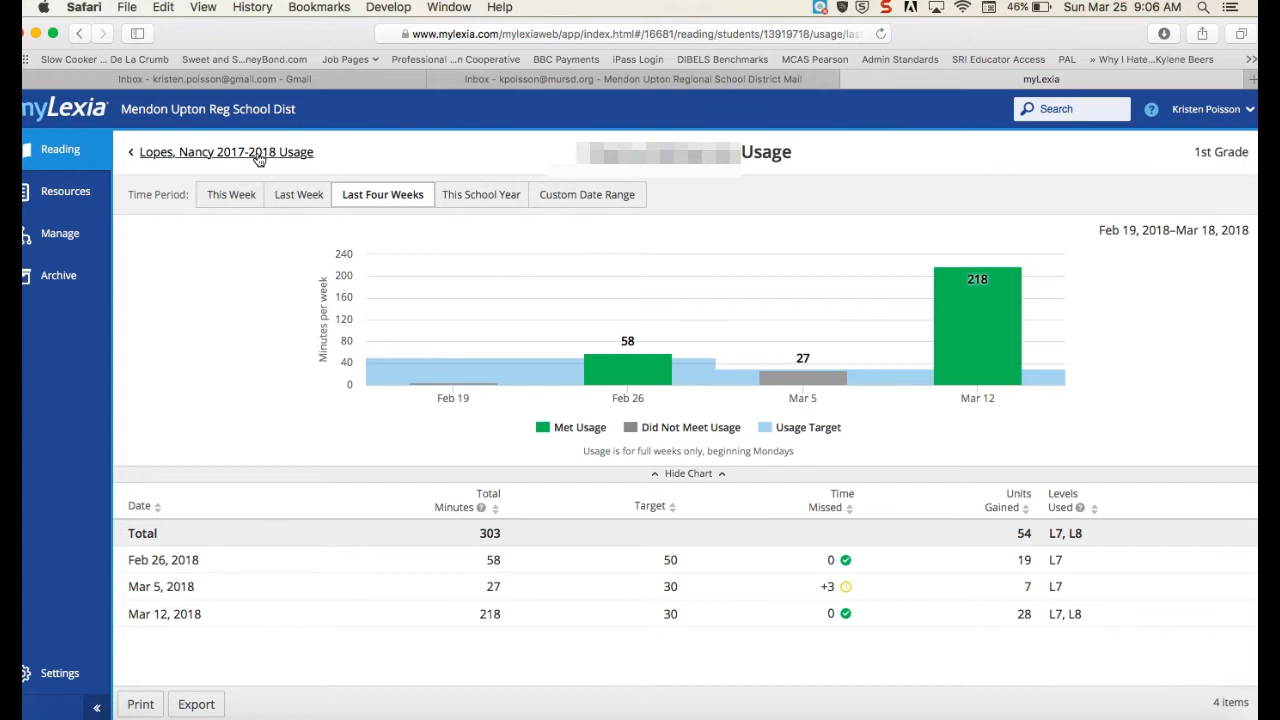 Safari File Edit View History Bookmarks Develop Window Help 46% Sun Mar 25 9:06 AM
www.mylexia.com/mylexiaweb/app/index.html#/16681/reading/students/13919718/usage/las
Slow Cooker ... De La Crumb Sweet and S...neyBond.com Job Pages Professional ...n Cooperative BBO Payments iPass Login DIBELS Benchmarks MCAS Pearson Admin Standards SRI Educator Access PAL » Why I Hate...Kylene Beers >>
Inbox - kristen.poisson@gmail.com - Gmail Inbox - kpoisson@mursd.org - Mendon Upton Regional School District Mail myLexia
myLexia® Mendon Upton Reg School Dist Search ? Kristen Poisson
Reading
Resources
Manage
Archive
Settings
«
‹ Lopes, Nancy 2017-2018 Usage Usage 1st Grade
Time Period: This Week Last Week Last Four Weeks This School Year Custom Date Range
Feb 19, 2018–Mar 18, 2018
Minutes per week
240
200
160
120
80
40
0
58
27
218
Feb 19 Feb 26 Mar 5 Mar 12
Met Usage Did Not Meet Usage Usage Target
Usage is for full weeks only, beginning Mondays
Hide Chart
Date Total Minutes ? Target Time Missed Units Gained Levels Used ?
Total 303 54 L7, L8
Feb 26, 2018 58 50 0 19 L7
Mar 5, 2018 27 30 +3 7 L7
Mar 12, 2018 218 30 0 28 L7, L8
Print Export 4 items